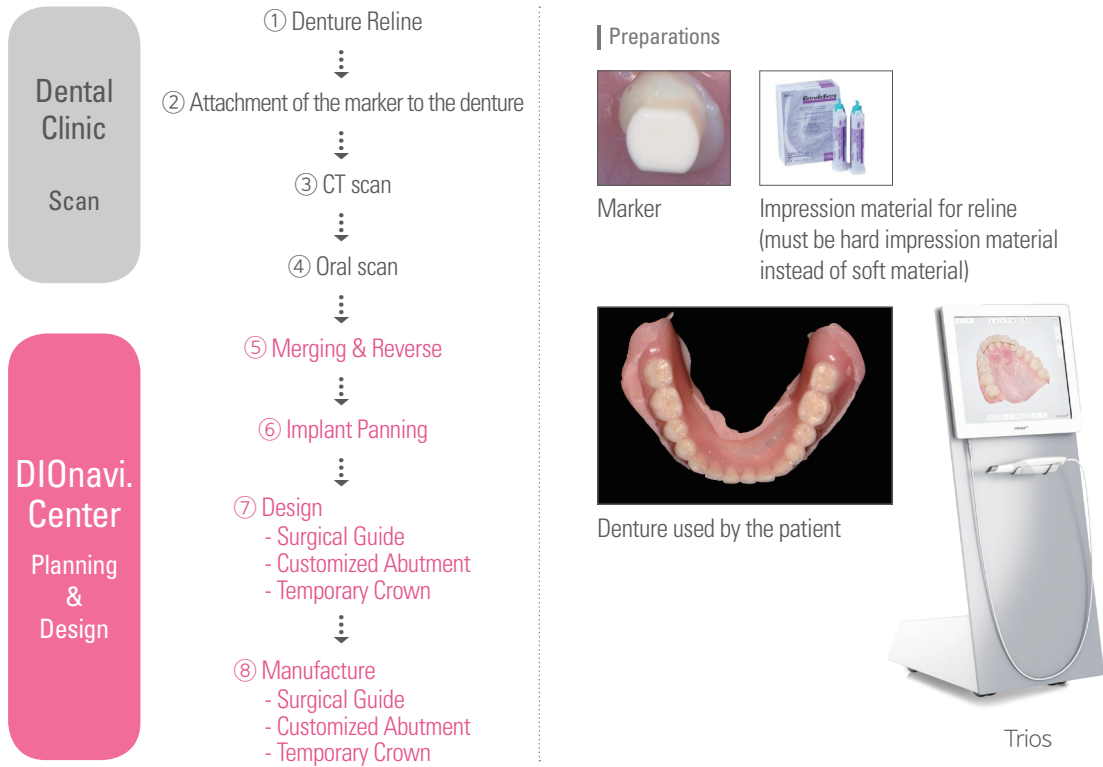 Dental
Clinic
Scan
① Denture Reline
② Attachment of the marker to the denture
③ CT scan
④ Oral scan
DIOnavi.
Center
Planning
&
Design
⑤ Merging & Reverse
⑥ Implant Panning
⑦ Design
- Surgical Guide
- Customized Abutment
- Temporary Crown
⑧ Manufacture
- Surgical Guide
- Customized Abutment
- Temporary Crown
Preparations
Marker
Impression material for reline
(must be hard impression material
instead of soft material)
Denture used by the patient
Trios